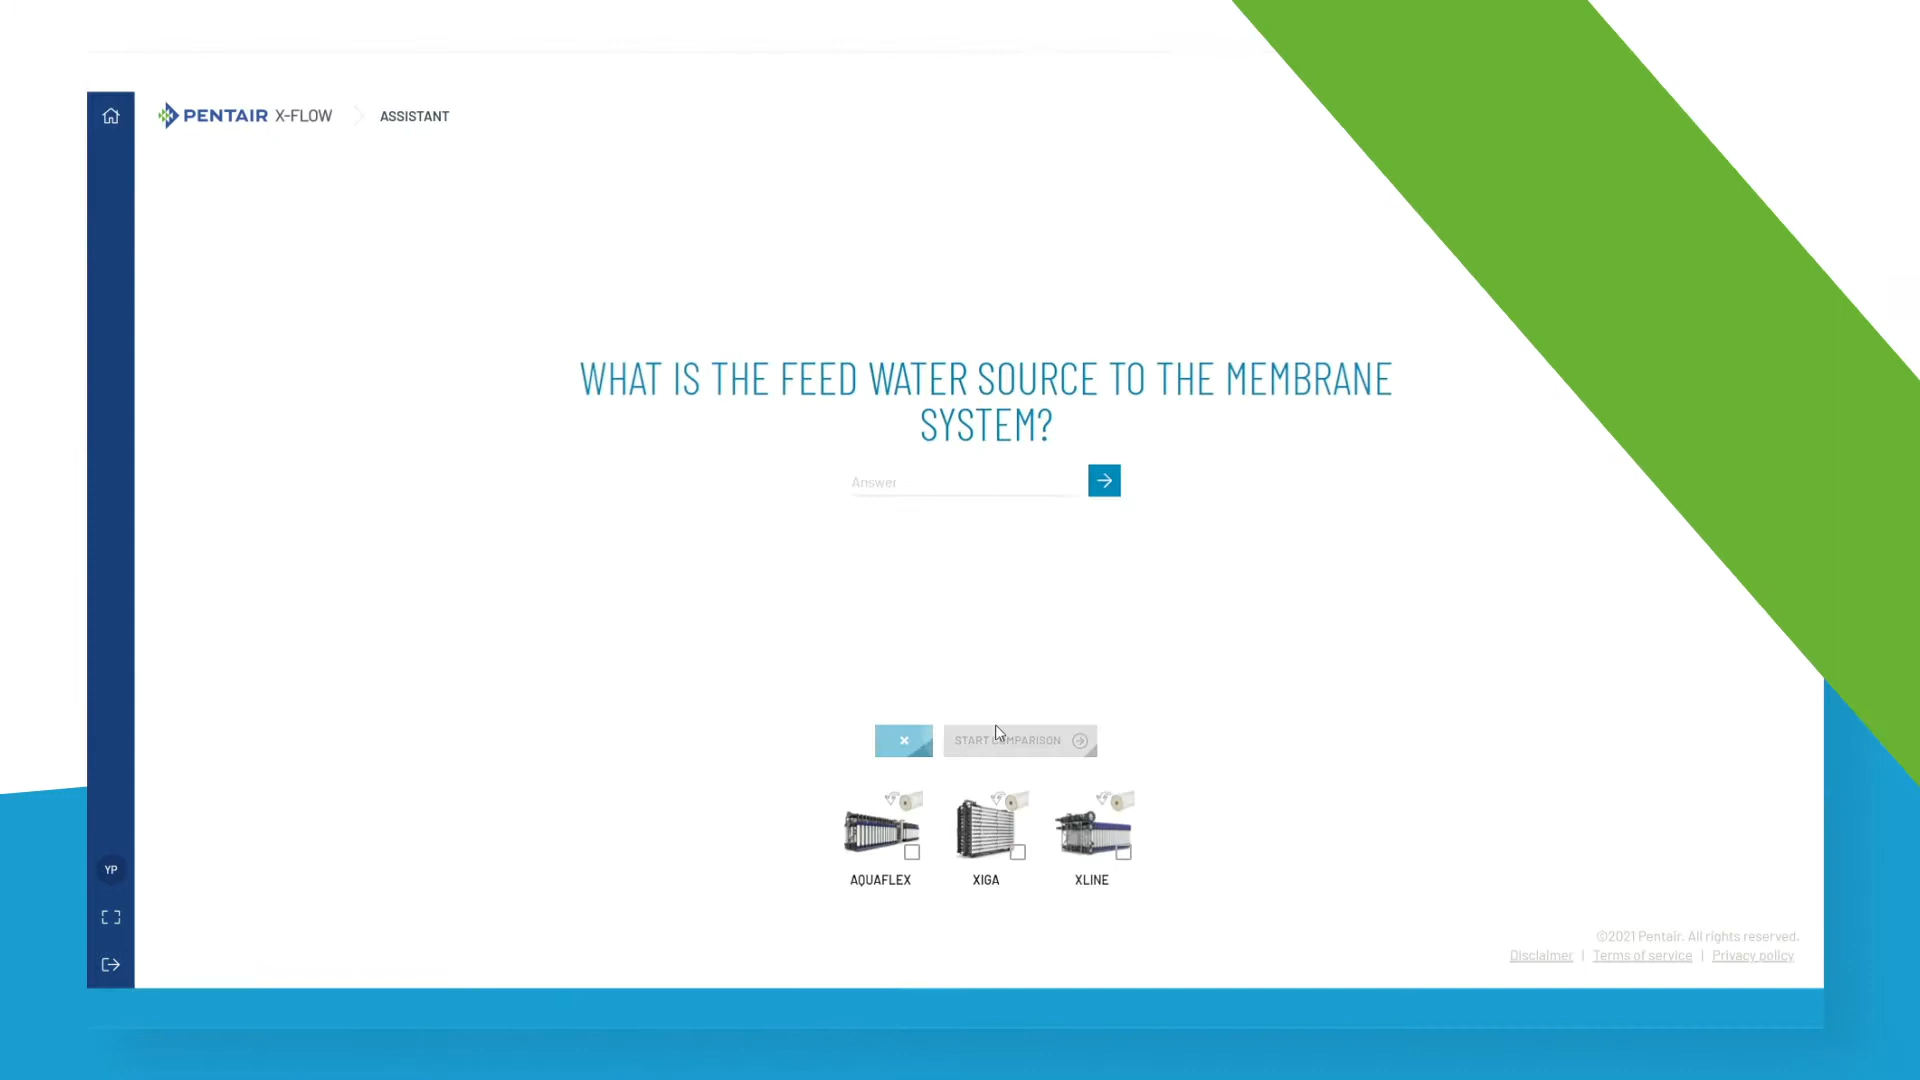 PENTAIR X-FLOW ASSISTANT
WHAT IS THE FEED WATER SOURCE TO THE MEMBRANE
SYSTEM?
Answer
START COMPARISON
AQUAFLEX XIGA XLINE
YP
©2021 Pentair. All rights reserved.
Disclaimer | Terms of service | Privacy policy